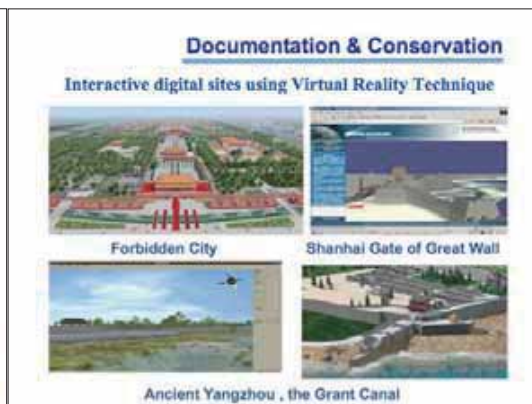 Documentation & Conservation
Interactive digital sites using Virtual Reality Technique
Forbidden City
Shanhai Gate of Great Wall
Ancient Yangzhou , the Grant Canal